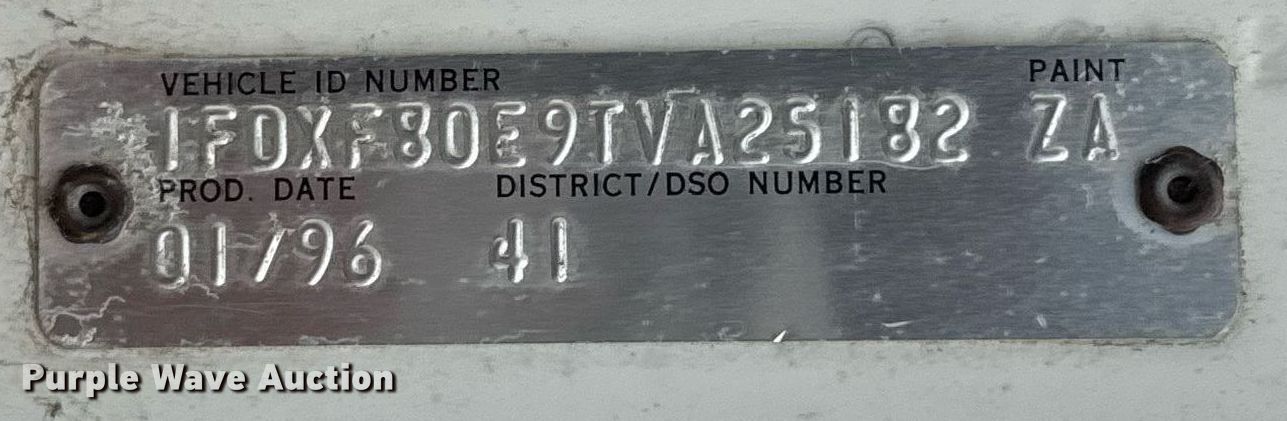 VEHICLE ID NUMBER PAINT
1FDXF80E9TVA25182 ZA
PROD. DATE DISTRICT/DSO NUMBER
01/96 41
Purple Wave Auction